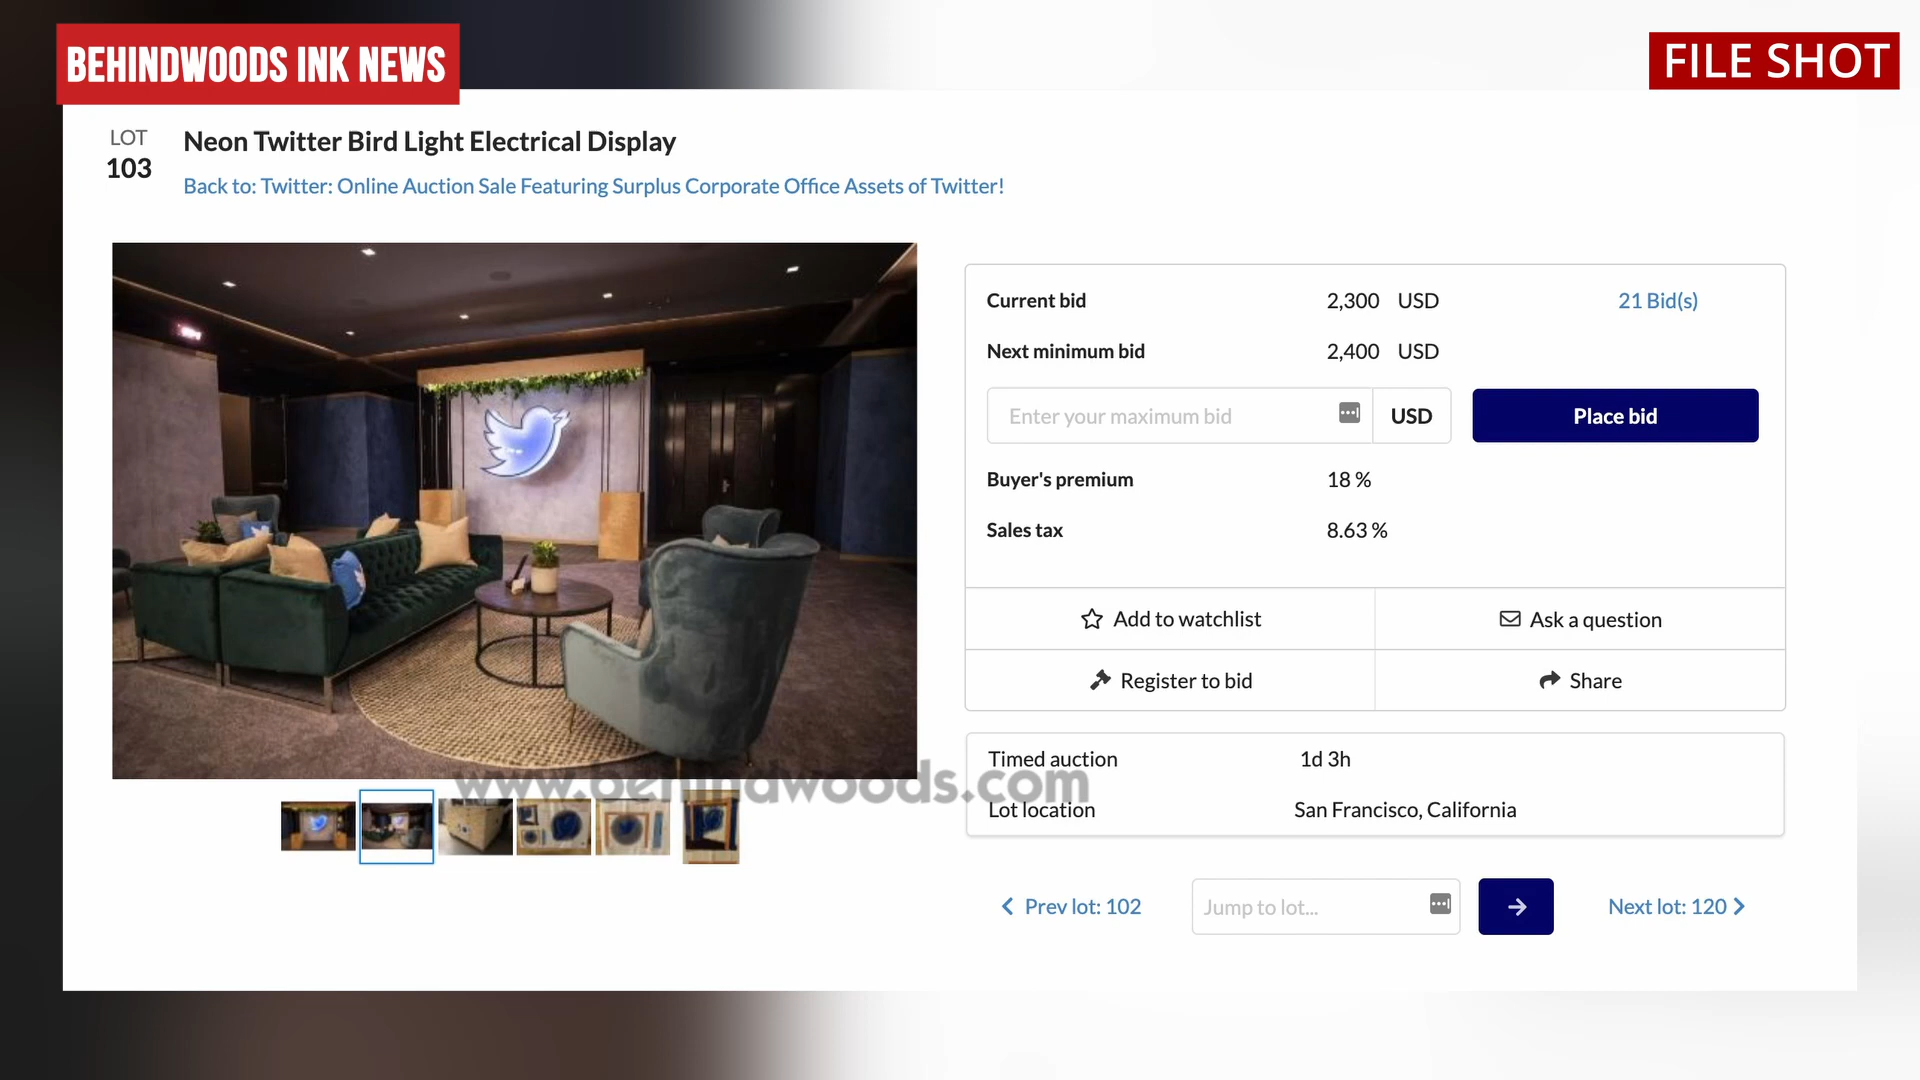 BEHINDWOODS INK NEWS
FILE SHOT
LOT
103
Neon Twitter Bird Light Electrical Display
Back to: Twitter: Online Auction Sale Featuring Surplus Corporate Office Assets of Twitter!
Current bid 2,300 USD 21 Bid(s)
Next minimum bid 2,400 USD
Enter your maximum bid USD Place bid
Buyer's premium 18 %
Sales tax 8.63 %
Add to watchlist Ask a question
Register to bid Share
www.behindwoods.com
Timed auction 1d 3h
Lot location San Francisco, California
Prev lot: 102 Jump to lot... Next lot: 120